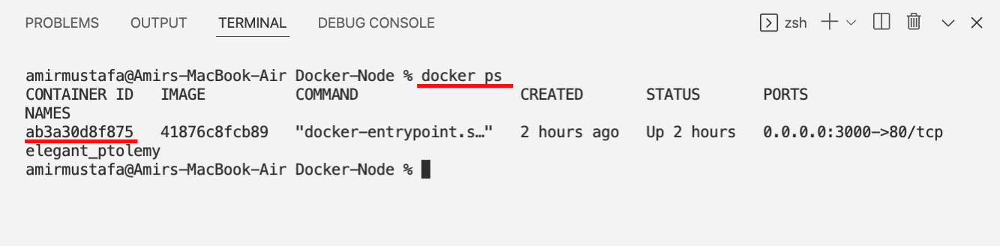 PROBLEMS OUTPUT TERMINAL DEBUG CONSOLE zsh
amirmustafa@Amirs-MacBook-Air Docker-Node % docker ps
CONTAINER ID IMAGE COMMAND CREATED STATUS PORTS
NAMES
ab3a30d8f875 41876c8fcb89 "docker-entrypoint.s…" 2 hours ago Up 2 hours 0.0.0.0:3000->80/tcp
elegant_ptolemy
amirmustafa@Amirs-MacBook-Air Docker-Node %